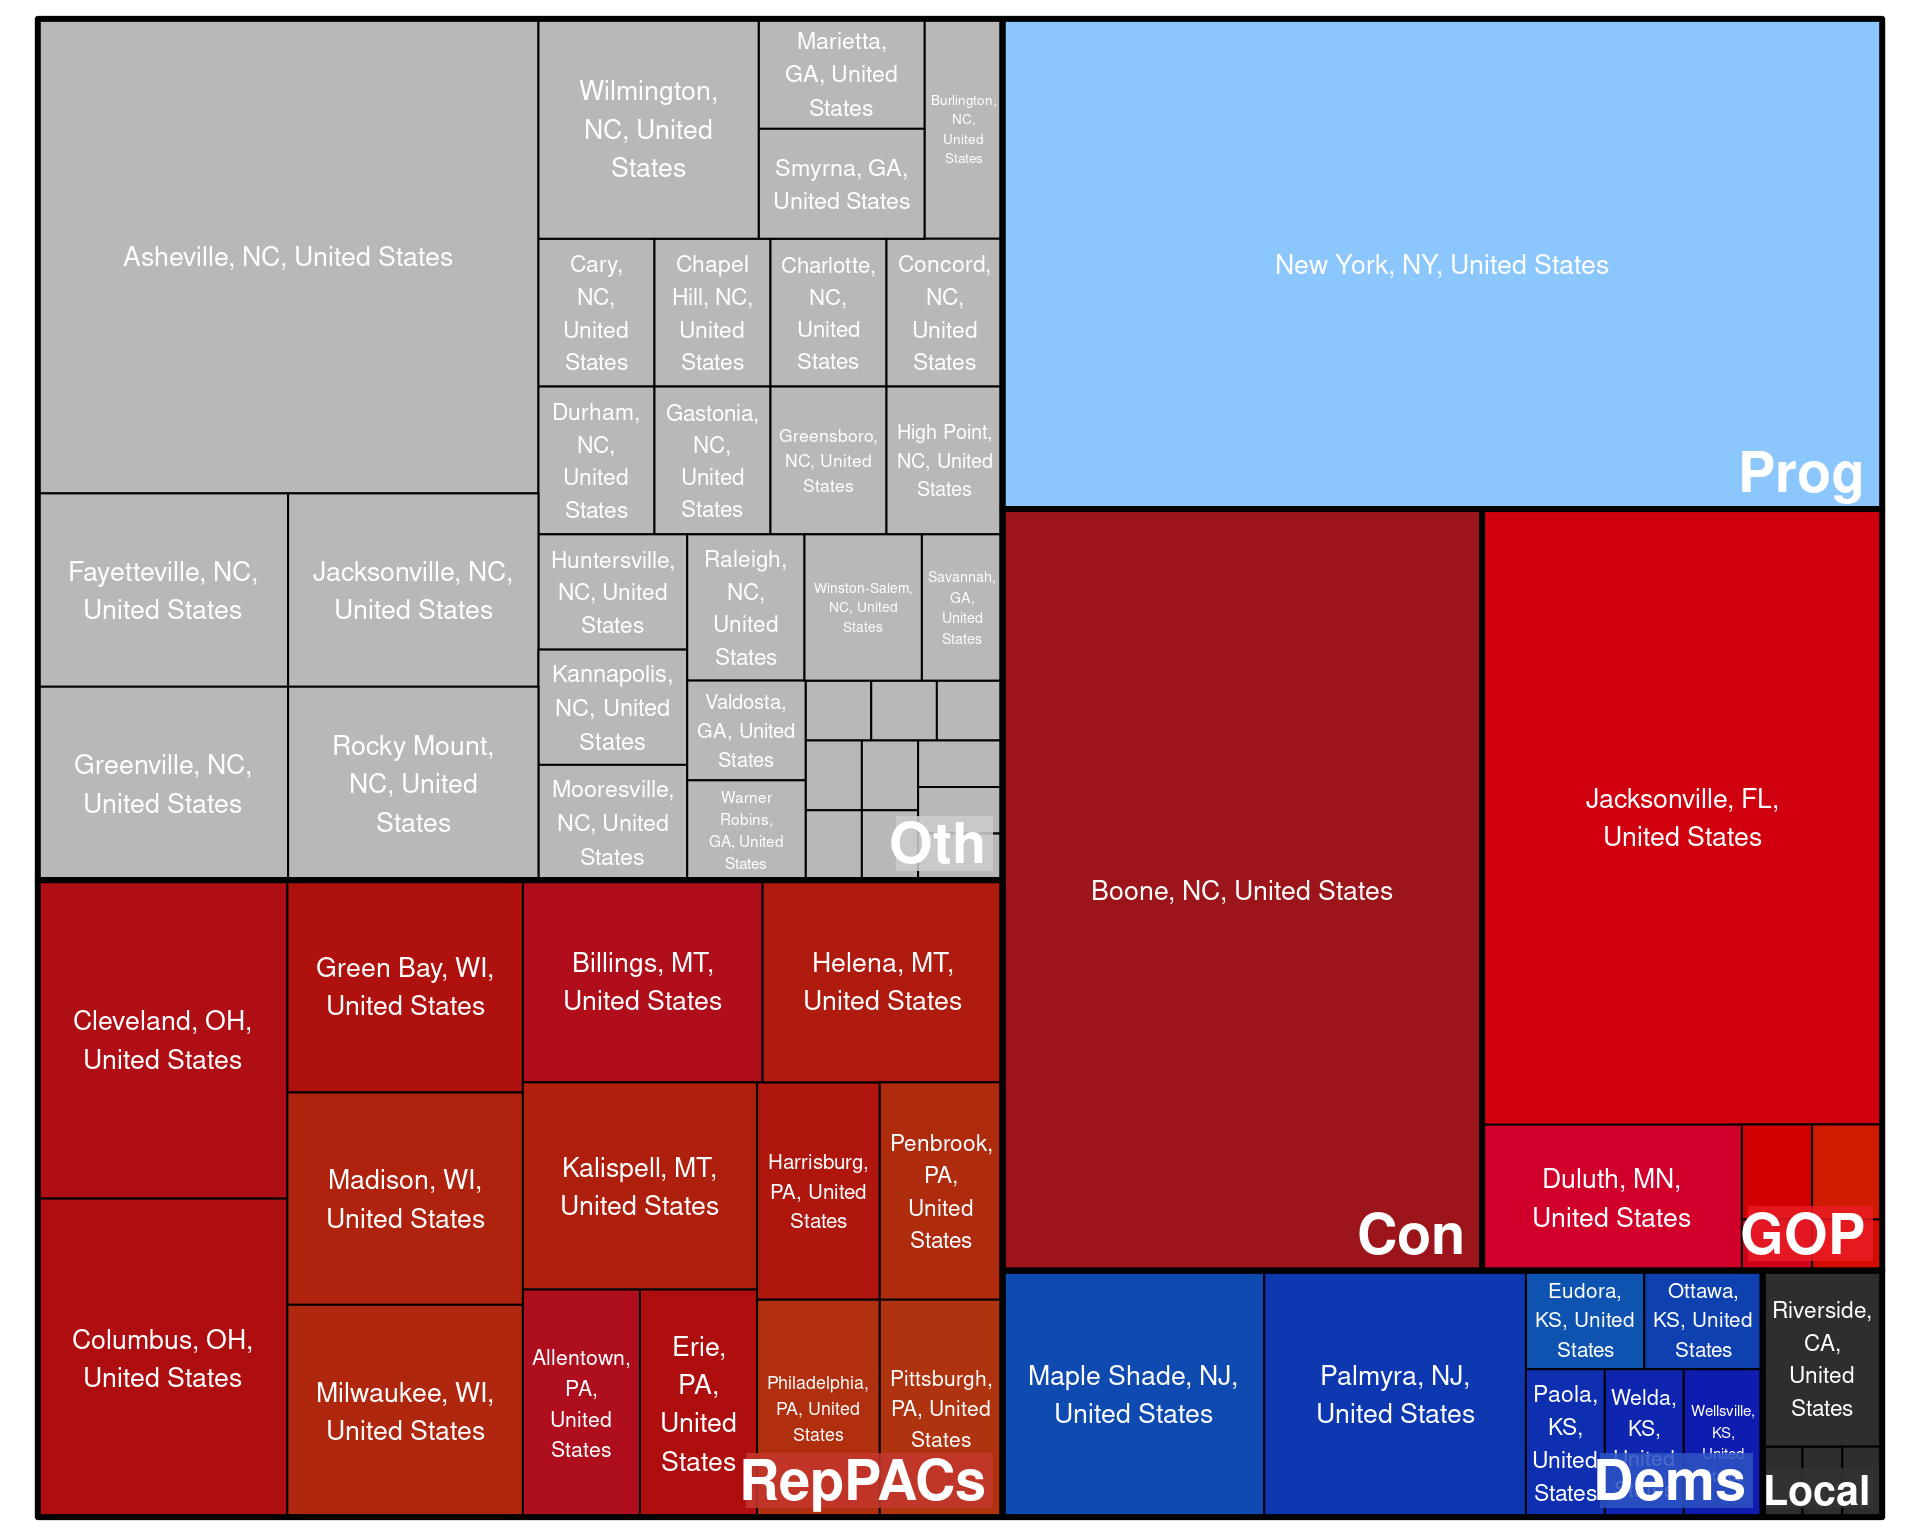 Asheville, NC, United States
Wilmington,
NC, United
States
Marietta,
GA, United
States
Smyrna, GA,
United States
Burlington,
NC,
United
States
Cary,
NC,
United
States
Chapel
Hill, NC,
United
States
Charlotte,
NC,
United
States
Concord,
NC,
United
States
Durham,
NC,
United
States
Gastonia,
NC,
United
States
Greensboro,
NC, United
States
High Point,
NC, United
States
Fayetteville, NC,
United States
Jacksonville, NC,
United States
Greenville, NC,
United States
Rocky Mount,
NC, United
States
Huntersville,
NC, United
States
Kannapolis,
NC, United
States
Mooresville,
NC, United
States
Raleigh,
NC,
United
States
Winston-Salem,
NC, United
States
Savannah,
GA,
United
States
Valdosta,
GA, United
States
Warner
Robins,
GA, United
States
Oth
New York, NY, United States
Prog
Boone, NC, United States
Con
Jacksonville, FL,
United States
Duluth, MN,
United States
GOP
Cleveland, OH,
United States
Columbus, OH,
United States
Green Bay, WI,
United States
Madison, WI,
United States
Milwaukee, WI,
United States
Billings, MT,
United States
Helena, MT,
United States
Kalispell, MT,
United States
Harrisburg,
PA, United
States
Penbrook,
PA,
United
States
Allentown,
PA,
United
States
Erie,
PA,
United
States
Philadelphia,
PA, United
States
Pittsburgh,
PA, United
States
RepPACs
Maple Shade, NJ,
United States
Palmyra, NJ,
United States
Eudora,
KS, United
States
Ottawa,
KS, United
States
Paola,
KS,
United
States
Welda,
KS,
United
Wellsville,
KS,
United
Dems
Riverside,
CA,
United
States
Local